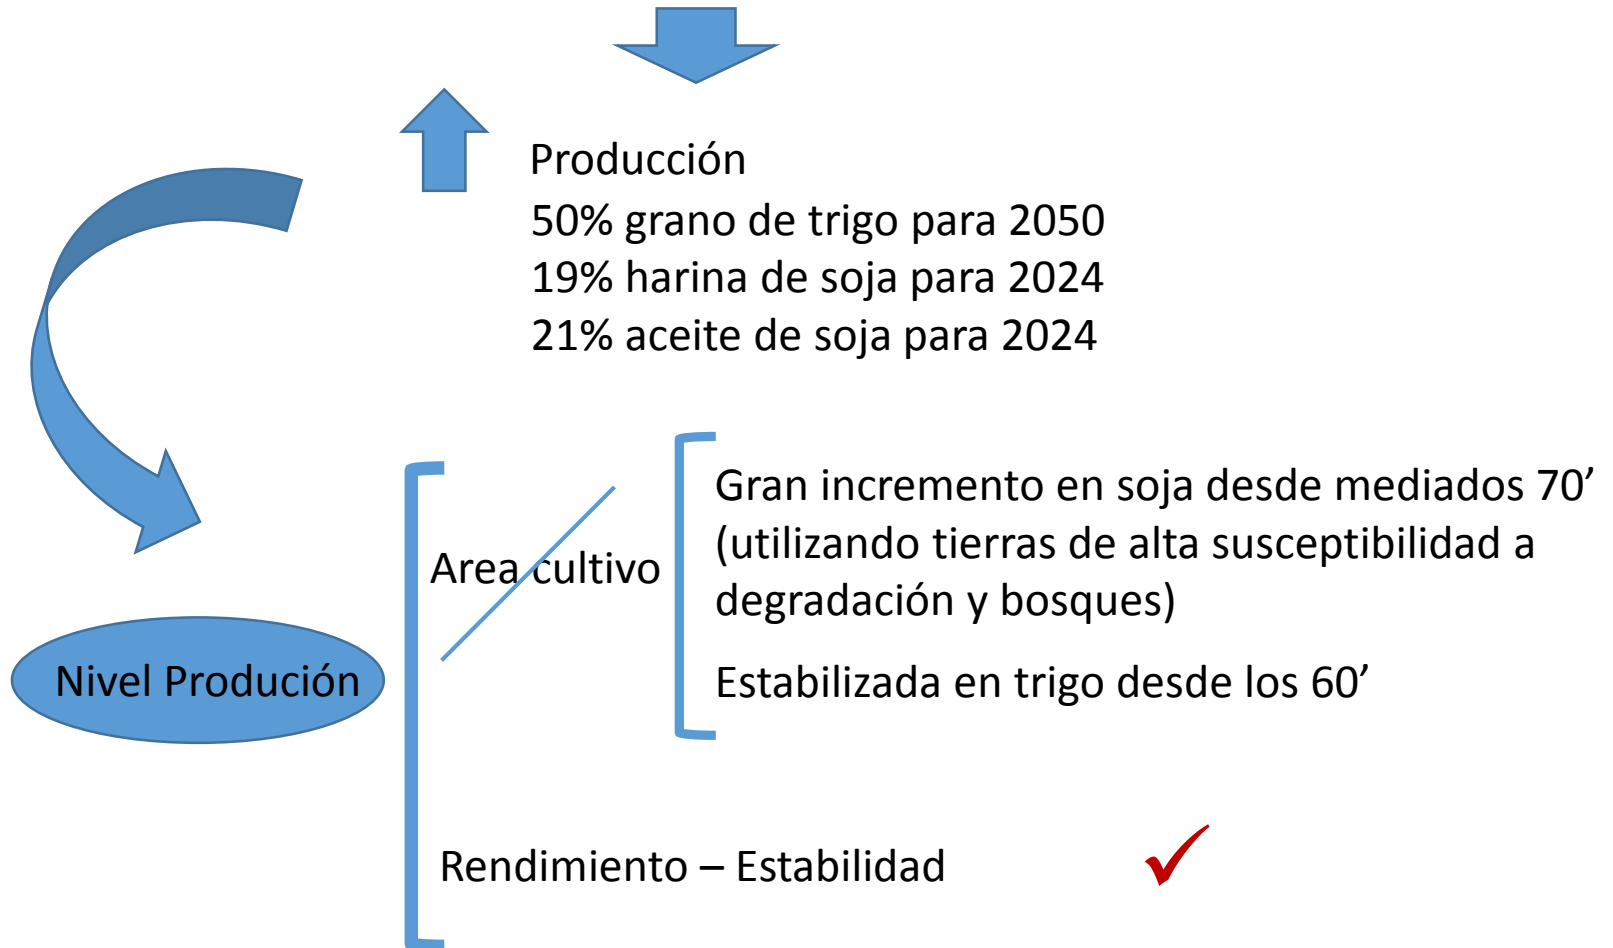 Producción
50% grano de trigo para 2050
19% harina de soja para 2024
21% aceite de soja para 2024
Gran incremento en soja desde mediados 70’
(utilizando tierras de alta susceptibilidad a
degradación y bosques)
Area cultivo
Estabilizada en trigo desde los 60’
Nivel Produción
Rendimiento – Estabilidad